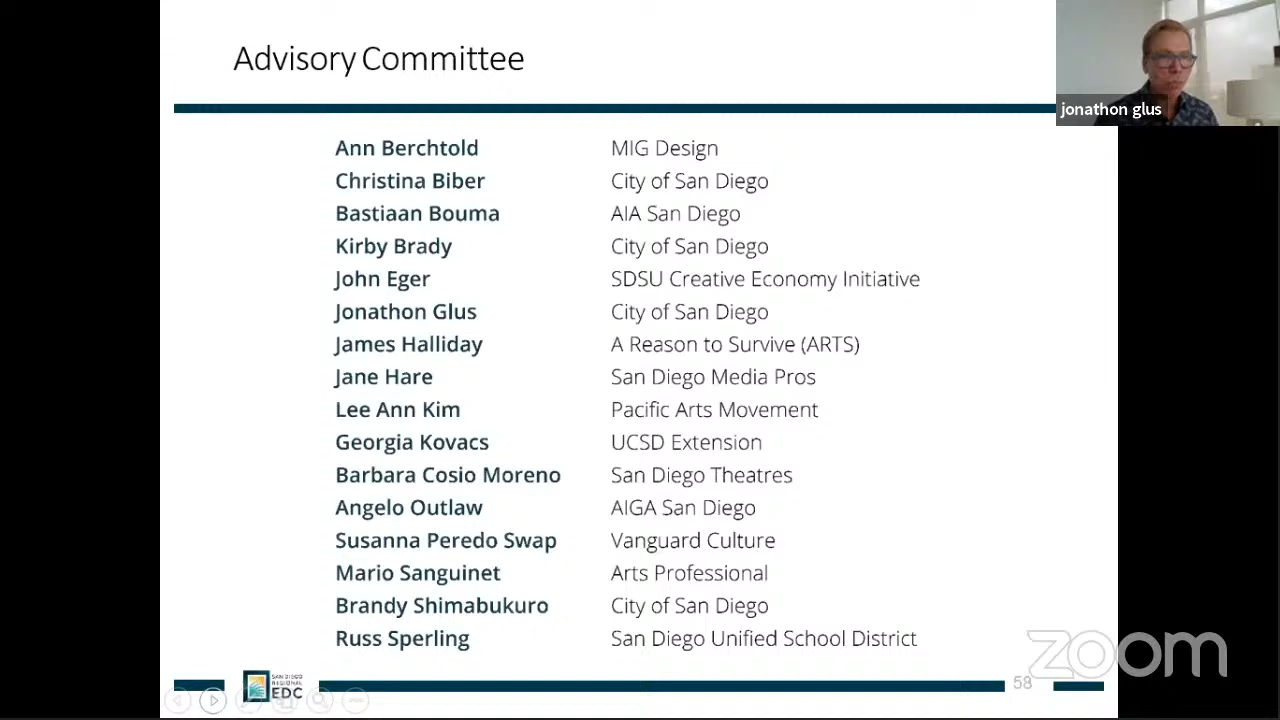 Advisory Committee
jonathon glus
Ann Berchtold MIG Design
Christina Biber City of San Diego
Bastiaan Bouma AIA San Diego
Kirby Brady City of San Diego
John Eger SDSU Creative Economy Initiative
Jonathon Glus City of San Diego
James Halliday A Reason to Survive (ARTS)
Jane Hare San Diego Media Pros
Lee Ann Kim Pacific Arts Movement
Georgia Kovacs UCSD Extension
Barbara Cosio Moreno San Diego Theatres
Angelo Outlaw AIGA San Diego
Susanna Peredo Swap Vanguard Culture
Mario Sanguinet Arts Professional
Brandy Shimabukuro City of San Diego
Russ Sperling San Diego Unified School District
zoom
SAN DIEGO
REGIONAL
EDC
58